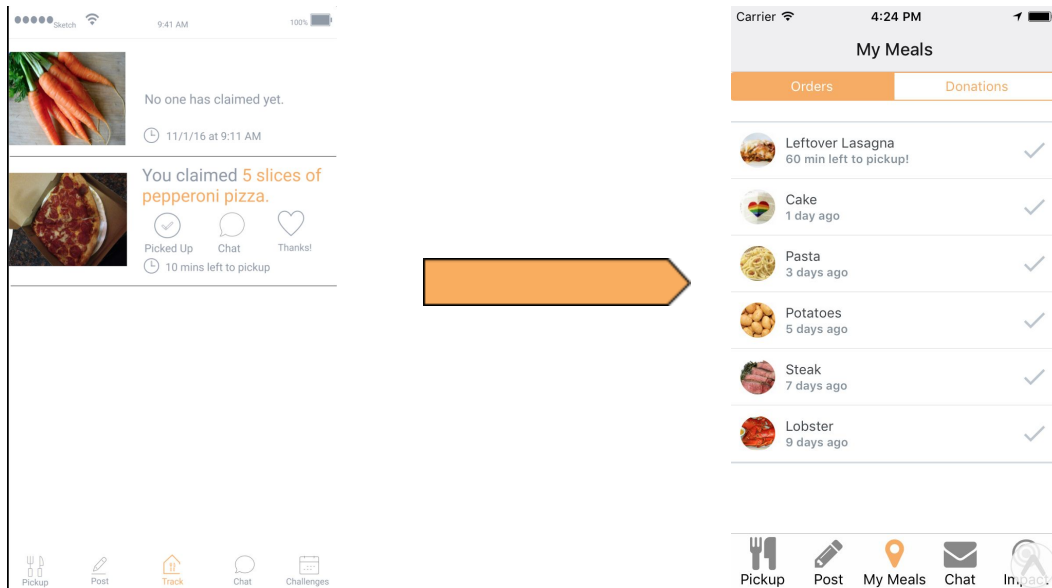 Sketch 9:41 AM 100%
No one has claimed yet.
11/1/16 at 9:11 AM
You claimed 5 slices of
pepperoni pizza.
Picked Up Chat Thanks!
10 mins left to pickup
Pickup Post Track Chat Challenges
Carrier 4:24 PM
My Meals
Orders Donations
Leftover Lasagna
60 min left to pickup!
Cake
1 day ago
Pasta
3 days ago
Potatoes
5 days ago
Steak
7 days ago
Lobster
9 days ago
Pickup Post My Meals Chat Impact